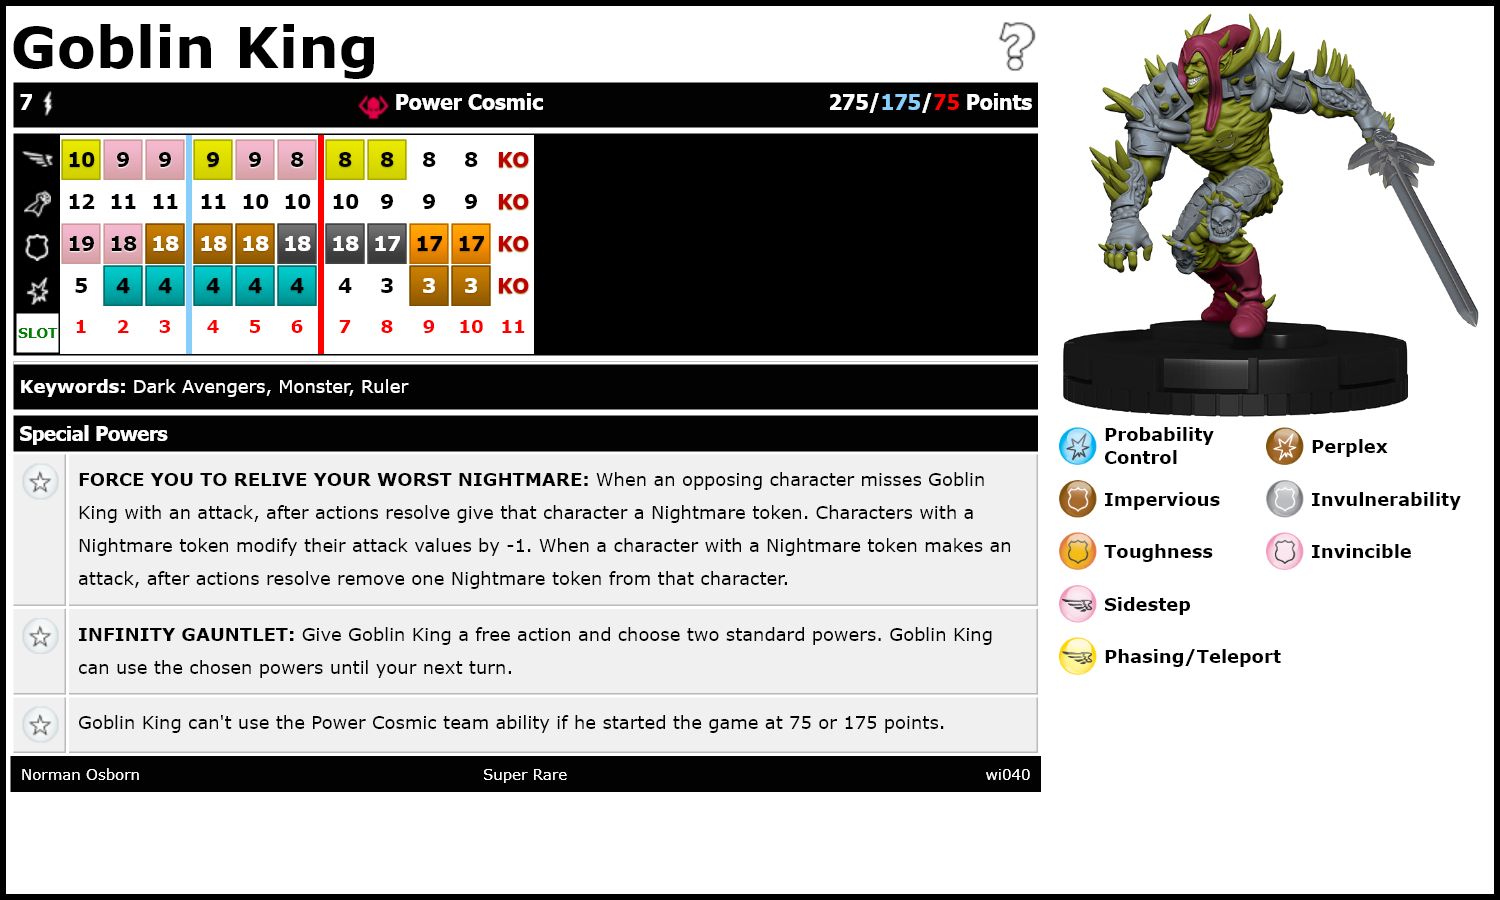 Goblin King
7 Power Cosmic 275/175/75 Points
10 9 9 9 9 8 8 8 8 8 KO
12 11 11 11 10 10 10 9 9 9 KO
19 18 18 18 18 18 18 17 17 17 KO
5 4 4 4 4 4 4 3 3 3 KO
SLOT 1 2 3 4 5 6 7 8 9 10 11
Keywords: Dark Avengers, Monster, Ruler
Special Powers
FORCE YOU TO RELIVE YOUR WORST NIGHTMARE: When an opposing character misses Goblin
King with an attack, after actions resolve give that character a Nightmare token. Characters with a
Nightmare token modify their attack values by -1. When a character with a Nightmare token makes an
attack, after actions resolve remove one Nightmare token from that character.
INFINITY GAUNTLET: Give Goblin King a free action and choose two standard powers. Goblin King
can use the chosen powers until your next turn.
Goblin King can't use the Power Cosmic team ability if he started the game at 75 or 175 points.
Norman Osborn Super Rare wi040
Probability
Control
Perplex
Impervious
Invulnerability
Toughness
Invincible
Sidestep
Phasing/Teleport